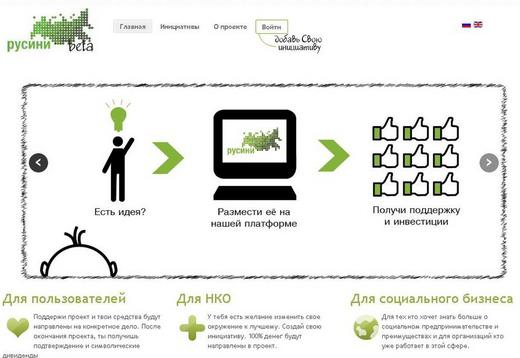 русини
beta
Главная Инициативы О проекте Войти
добавь Свою
инициативу
русини
Есть идея?
Размести её на
нашей платформе
Получи поддержку
и инвестиции
Для пользователей
Поддержи проект и твои средства будут
направлены на конкретное дело. После
окончания проекта, ты получишь
подтверждение и символические
дивиденды
Для НКО
У тебя есть желание изменить свое
окружение к лучшему. Создай свою
инициативу. 100% денег будут
направлены в проект.
Для социального бизнеса
Для тех кто хочет знать больше о
социальном предпринимательстве и
преимуществах и для организаций кто
уже работает в этой сфере.